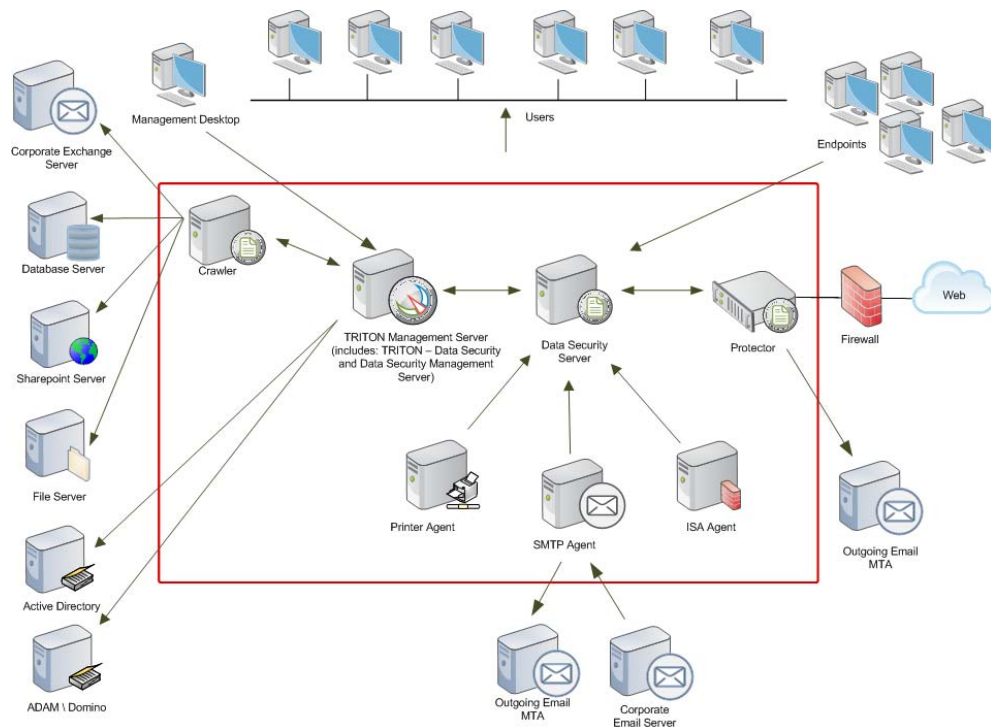 Management Desktop
Users
Endpoints
Corporate Exchange
Server
Database Server
Crawler
Sharepoint Server
TRITON Management Server
(includes: TRITON – Data Security
and Data Security Management
Server)
Data Security
Server
Protector
Firewall
Web
File Server
Printer Agent
SMTP Agent
ISA Agent
Outgoing Email
MTA
Active Directory
ADAM \ Domino
Outgoing Email
MTA
Corporate
Email Server